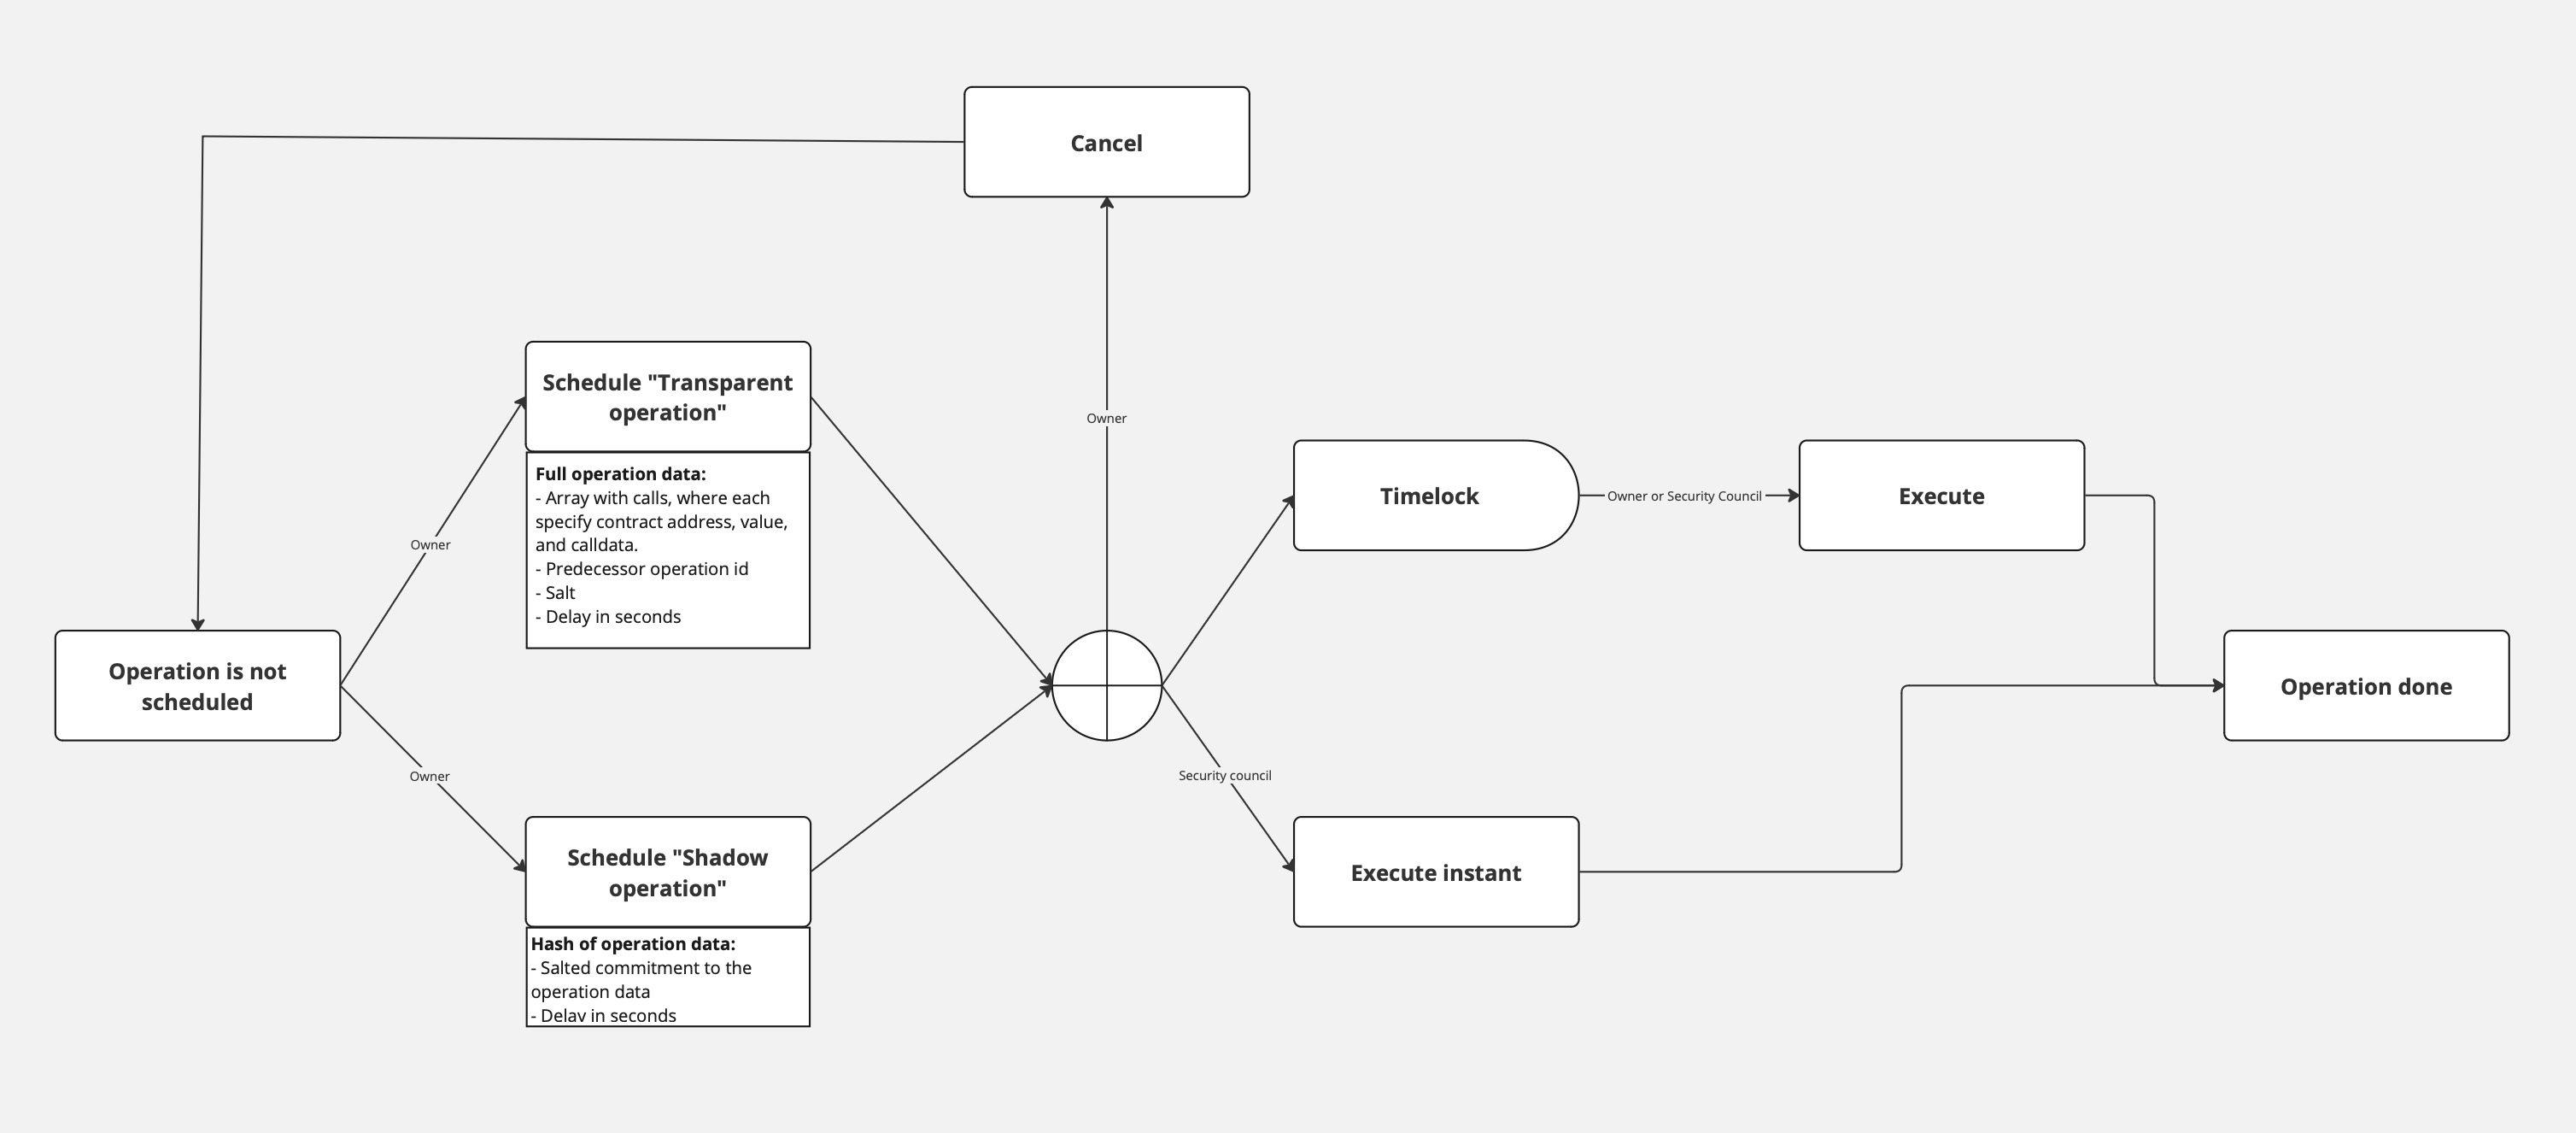 Cancel
Owner
Schedule "Transparent
operation"
Full operation data:
- Array with calls, where each
specify contract address, value,
and calldata.
- Predecessor operation id
- Salt
- Delay in seconds
Owner
Timelock
Owner or Security Council
Execute
Operation is not
scheduled
Operation done
Owner
Security council
Schedule "Shadow
operation"
Hash of operation data:
- Salted commitment to the
operation data
- Delay in seconds
Execute instant